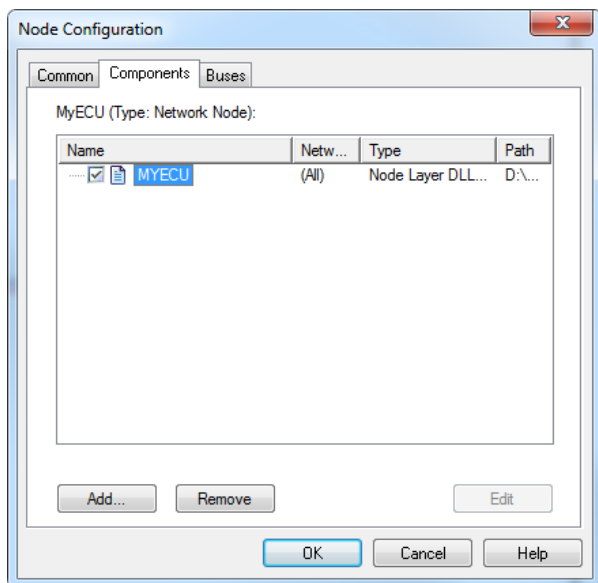 Node Configuration
x
Common Components Buses
MyECU (Type: Network Node):
Name Netw... Type Path
MYECU (All) Node Layer DLL... D:\...
Add... Remove Edit
OK Cancel Help